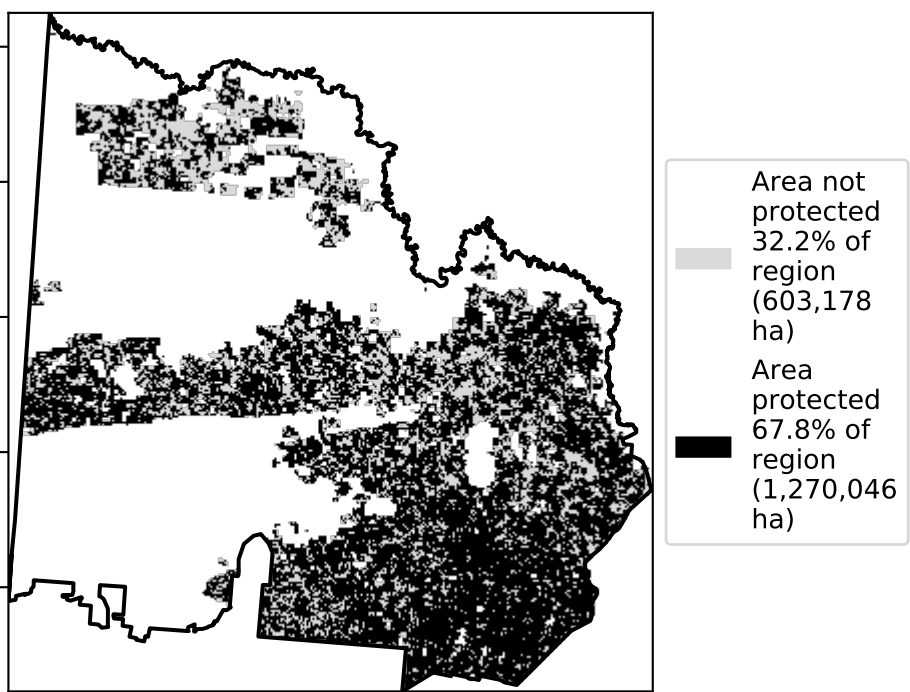 Area not
protected
32.2% of
region
(603,178
ha)
Area
protected
67.8% of
region
(1,270,046
ha)